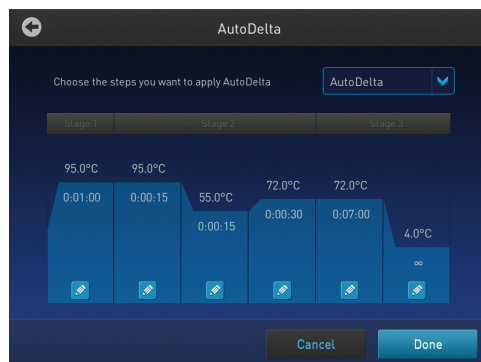 AutoDelta
Choose the steps you want to apply AutoDelta
AutoDelta
Stage 1 Stage 2 Stage 3
95.0°C 95.0°C 55.0°C 72.0°C 72.0°C 4.0°C
0:01:00 0:00:15 0:00:15 0:00:30 0:07:00 ∞
Cancel Done